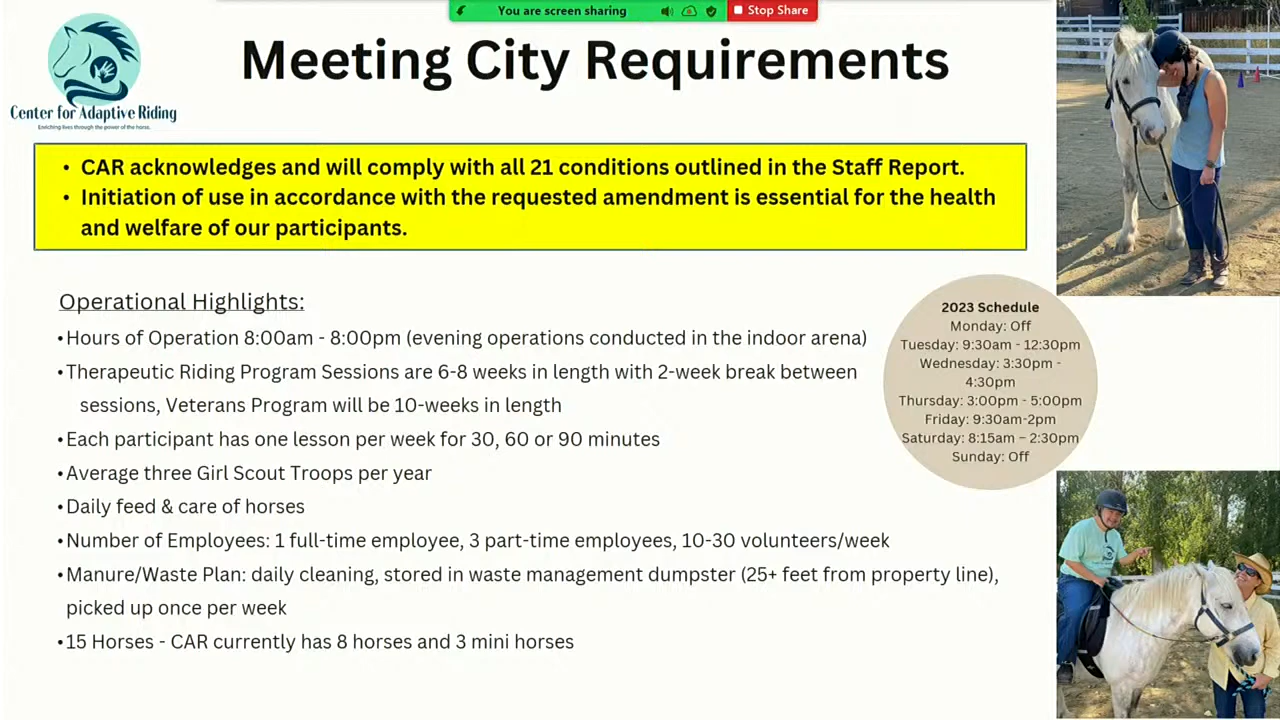 You are screen sharing
Stop Share
Meeting City Requirements
Center for Adaptive Riding
Enriching lives through the power of the horse.
• CAR acknowledges and will comply with all 21 conditions outlined in the Staff Report.
• Initiation of use in accordance with the requested amendment is essential for the health
and welfare of our participants.
Operational Highlights:
• Hours of Operation 8:00am - 8:00pm (evening operations conducted in the indoor arena)
• Therapeutic Riding Program Sessions are 6-8 weeks in length with 2-week break between
sessions, Veterans Program will be 10-weeks in length
• Each participant has one lesson per week for 30, 60 or 90 minutes
• Average three Girl Scout Troops per year
• Daily feed & care of horses
• Number of Employees: 1 full-time employee, 3 part-time employees, 10-30 volunteers/week
• Manure/Waste Plan: daily cleaning, stored in waste management dumpster (25+ feet from property line),
picked up once per week
• 15 Horses - CAR currently has 8 horses and 3 mini horses
2023 Schedule
Monday: Off
Tuesday: 9:30am - 12:30pm
Wednesday: 3:30pm -
4:30pm
Thursday: 3:00pm - 5:00pm
Friday: 9:30am-2pm
Saturday: 8:15am – 2:30pm
Sunday: Off